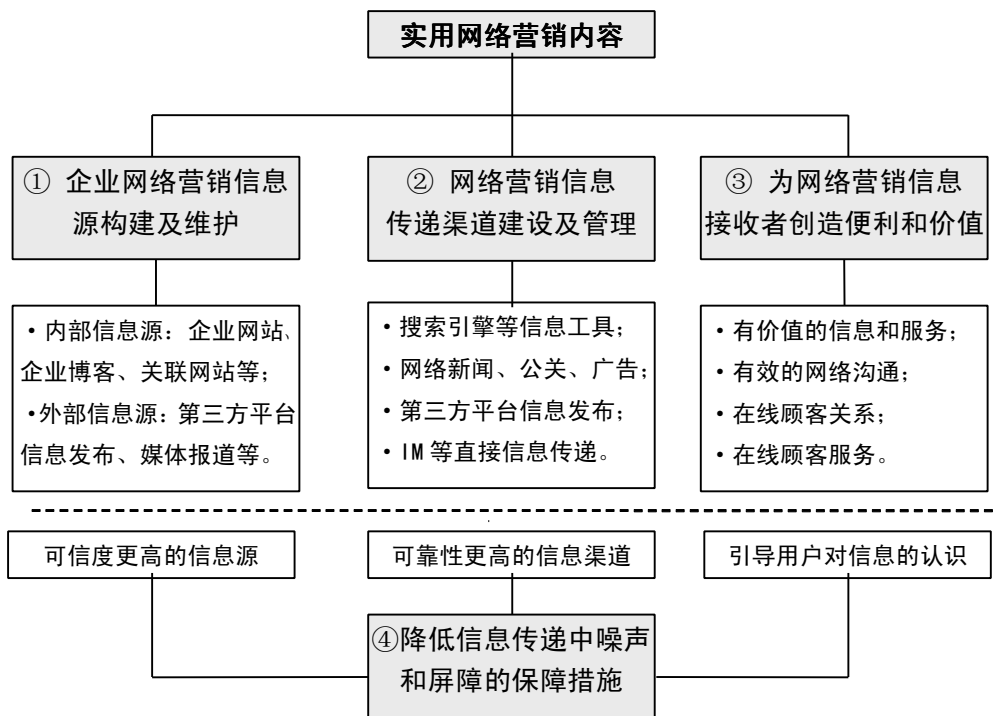 实用网络营销内容
① 企业网络营销信息
源构建及维护
② 网络营销信息
传递渠道建设及管理
③ 为网络营销信息
接收者创造便利和价值
·内部信息源：企业网站、
企业博客、关联网站等；
·外部信息源：第三方平台
信息发布、媒体报道等。
·搜索引擎等信息工具；
·网络新闻、公关、广告；
·第三方平台信息发布；
·IM等直接信息传递。
·有价值的信息和服务；
·有效的网络沟通；
·在线顾客关系；
·在线顾客服务。
可信度更高的信息源
可靠性更高的信息渠道
引导用户对信息的认识
④降低信息传递中噪声
和屏障的保障措施